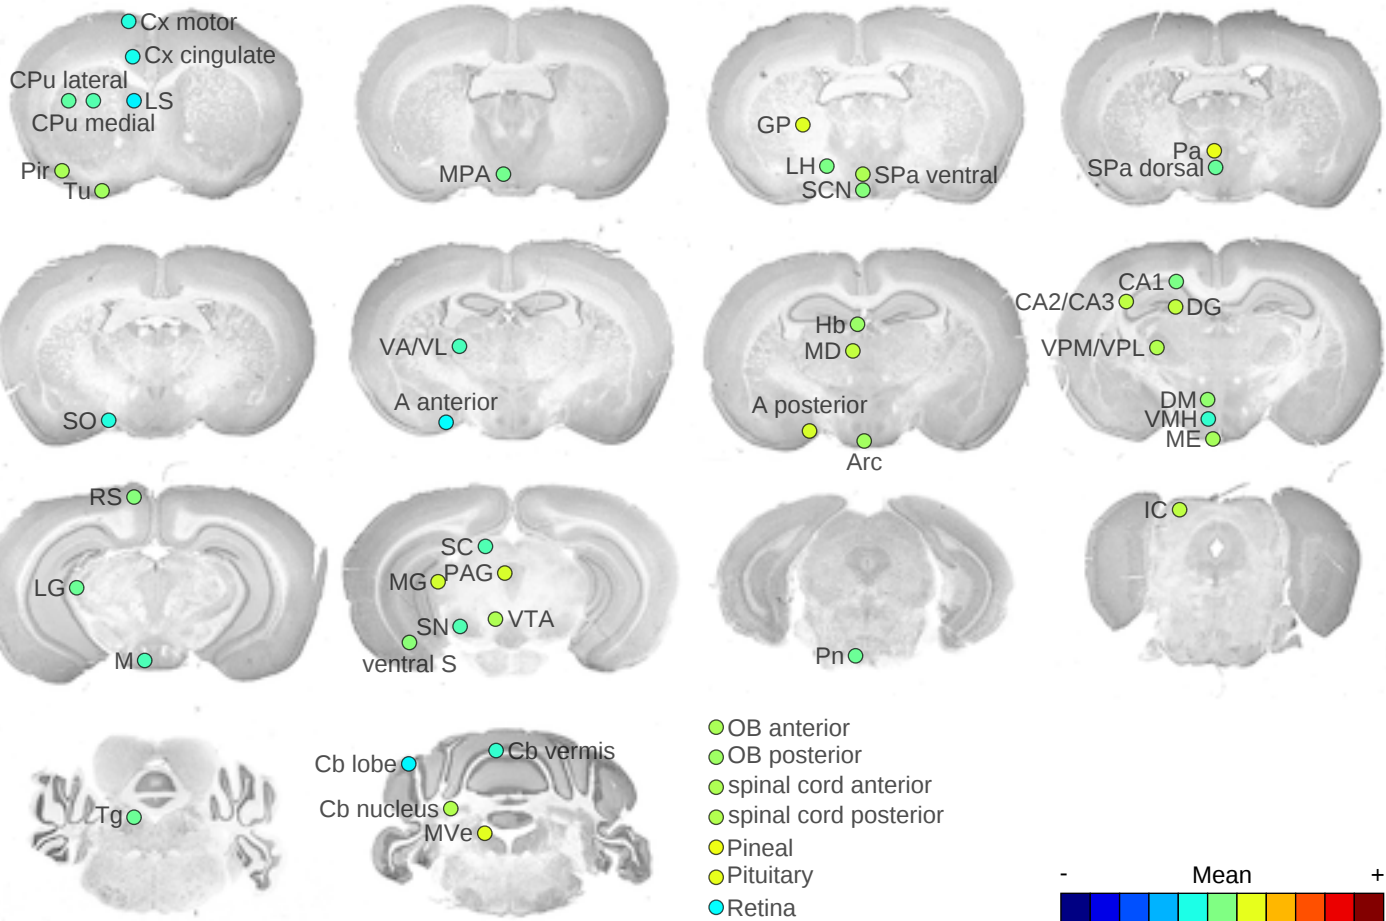 Cx motor
Cx cingulate
CPu lateral
LS
CPu medial
Pir
Tu
MPA
GP
LH
SPa ventral
SCN
Pa
SPa dorsal
SO
VA/VL
A anterior
Hb
MD
A posterior
Arc
CA1
CA2/CA3
DG
VPM/VPL
DM
VMH
ME
RS
LG
M
SC
MG
PAG
SN
VTA
ventral S
Pn
IC
Tg
Cb lobe
Cb vermis
Cb nucleus
MVe
OB anterior
OB posterior
spinal cord anterior
spinal cord posterior
Pineal
Pituitary
Retina
- Mean +